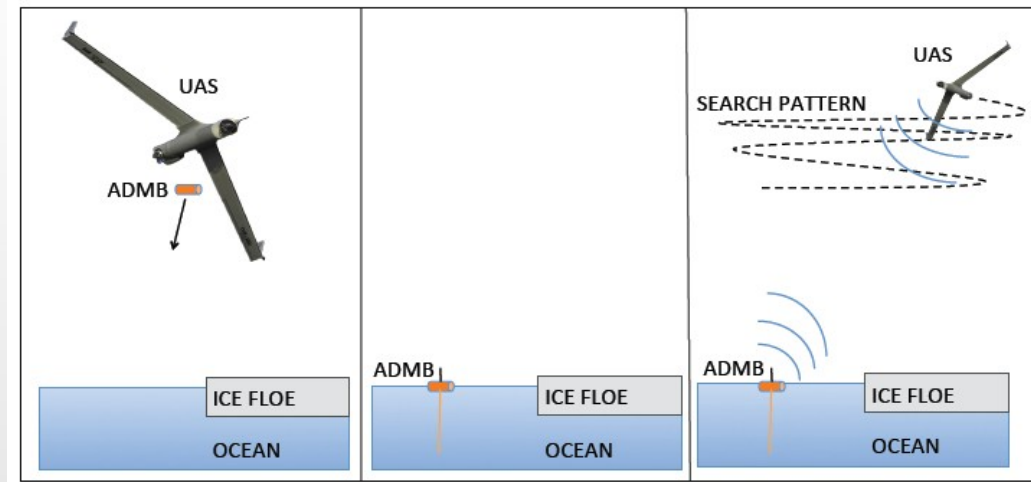 UAS
ADMB
ICE FLOE
OCEAN
ADMB
ICE FLOE
OCEAN
UAS
SEARCH PATTERN
ADMB
ICE FLOE
OCEAN